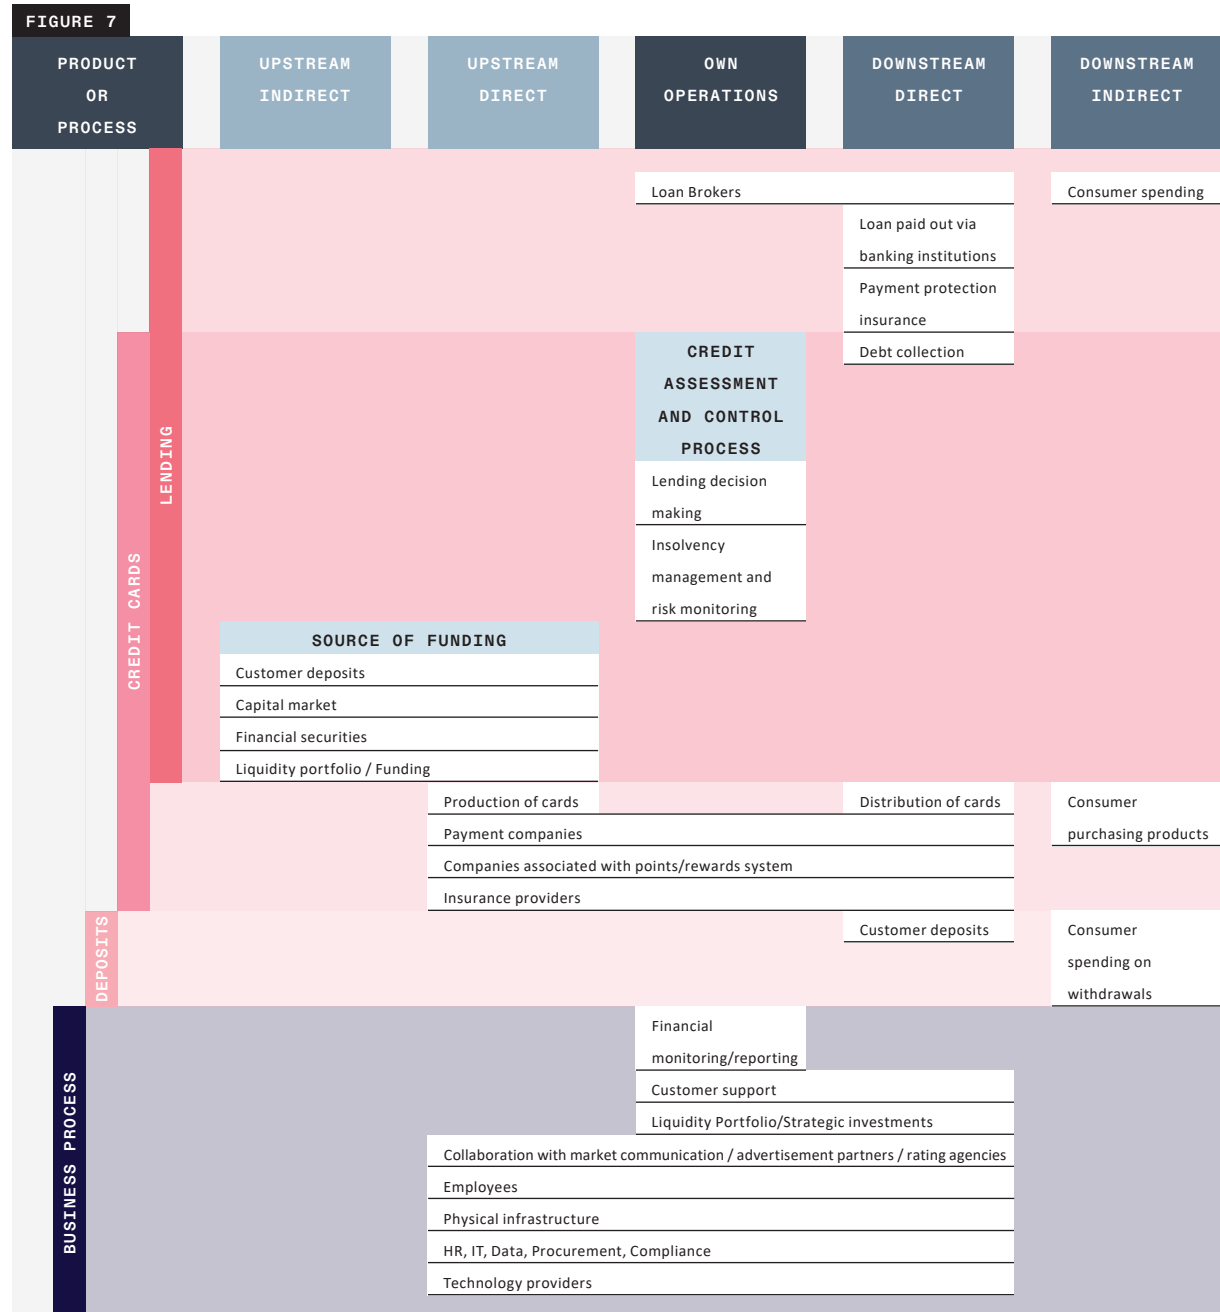 FIGURE 7
PRODUCT
OR
PROCESS
UPSTREAM
INDIRECT
UPSTREAM
DIRECT
OWN
OPERATIONS
DOWNSTREAM
DIRECT
DOWNSTREAM
INDIRECT
LENDING
Loan Brokers
Consumer spending
Loan paid out via
banking institutions
Payment protection
insurance
Debt collection
CREDIT CARDS
CREDIT
ASSESSMENT
AND CONTROL
PROCESS
Lending decision
making
Insolvency
management and
risk monitoring
SOURCE OF FUNDING
Customer deposits
Capital market
Financial securities
Liquidity portfolio / Funding
Production of cards
Distribution of cards
Consumer
purchasing products
Payment companies
Companies associated with points/rewards system
Insurance providers
DEPOSITS
Customer deposits
Consumer
spending on
withdrawals
BUSINESS PROCESS
Financial
monitoring/reporting
Customer support
Liquidity Portfolio/Strategic investments
Collaboration with market communication / advertisement partners / rating agencies
Employees
Physical infrastructure
HR, IT, Data, Procurement, Compliance
Technology providers